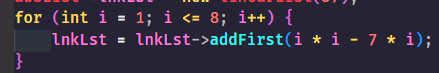 for (int i = 1; i <= 8; i++) {
lnkLst = lnkLst->addFirst(i * i - 7 * i);
}